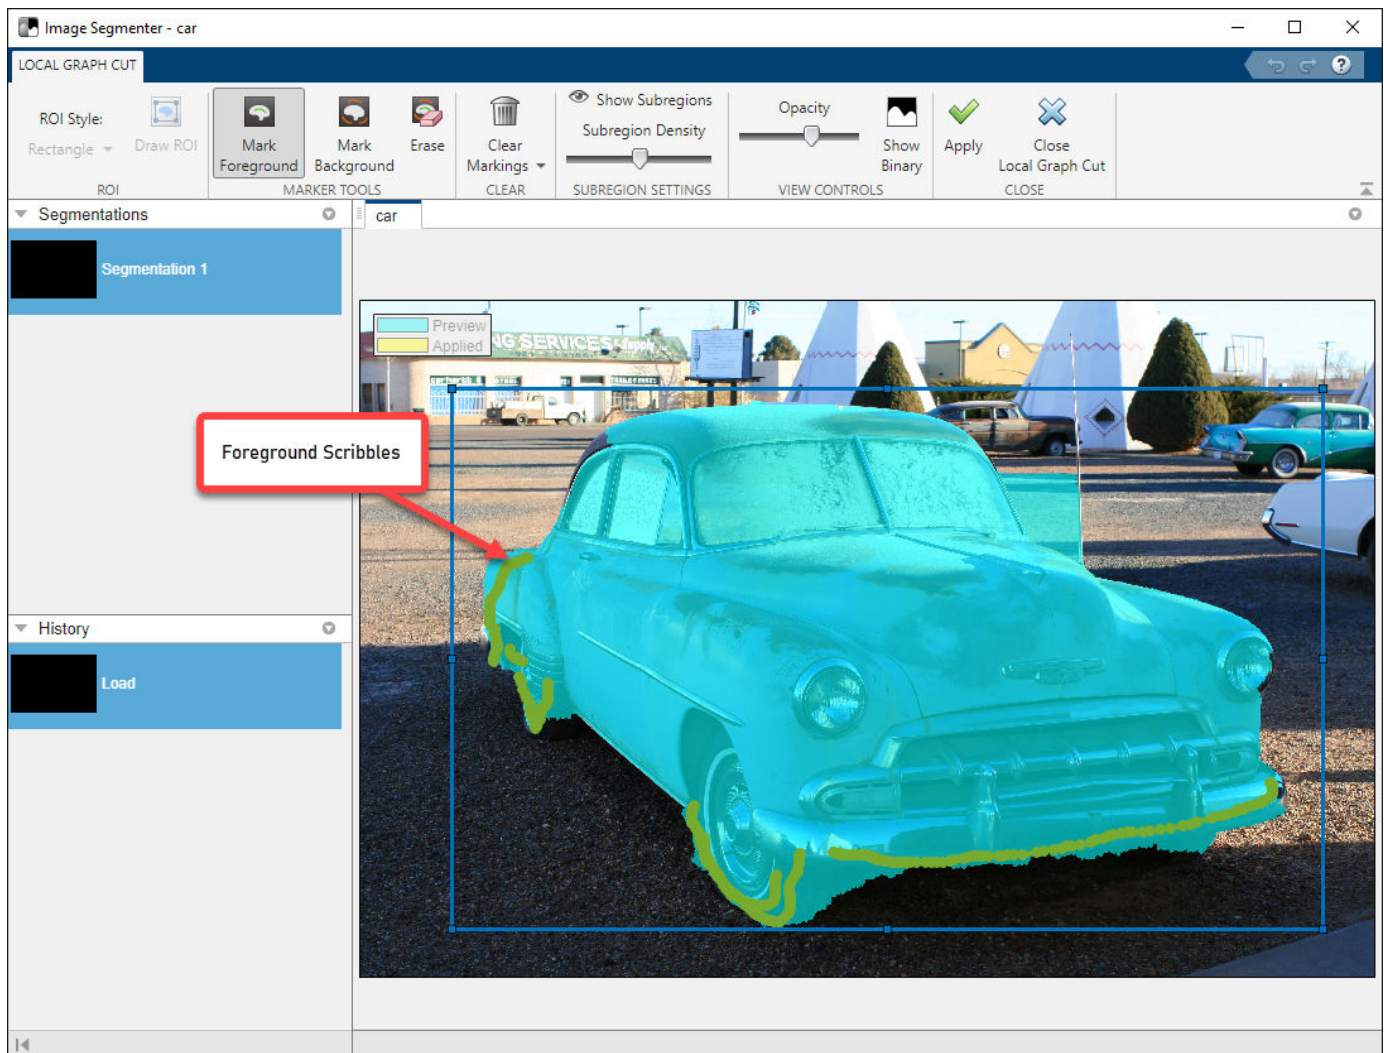 Image Segmenter - car
LOCAL GRAPH CUT
ROI Style:
Rectangle
Draw ROI
Mark
Foreground
Mark
Background
Erase
Clear
Markings
Show Subregions
Subregion Density
Opacity
Show
Binary
Apply
Close
Local Graph Cut
ROI
MARKER TOOLS
CLEAR
SUBREGION SETTINGS
VIEW CONTROLS
CLOSE
Segmentations
car
Segmentation 1
Preview
Applied
NG SERVICES
Foreground Scribbles
History
Load